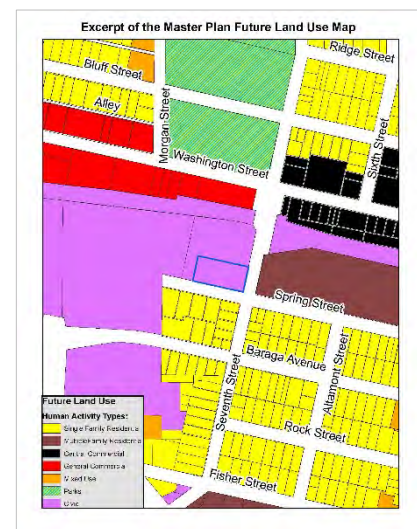 Excerpt of the Master Plan Future Land Use Map
Ridge Street
Bluff Street
Alley
Morgan Street
Sixth Street
Washington Street
Spring Street
Baraga Avenue
Altamont Street
Seventh Street
Rock Street
Fisher Street
Future Land Use
Human Activity Types:
Single Family Residential
Multiple Family Residential
Central Commercial
General Commercial
Mixed Use
Parks
Civic